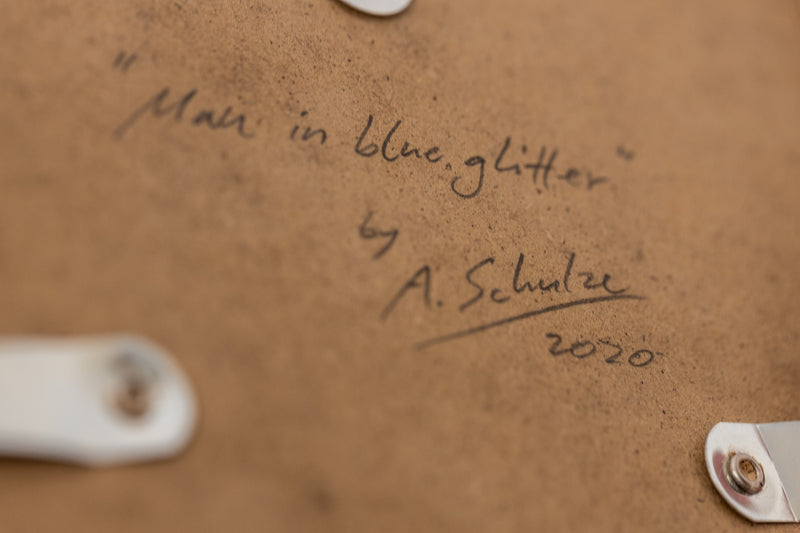 "Man in blue glitter"
by
A. Schulze
2020